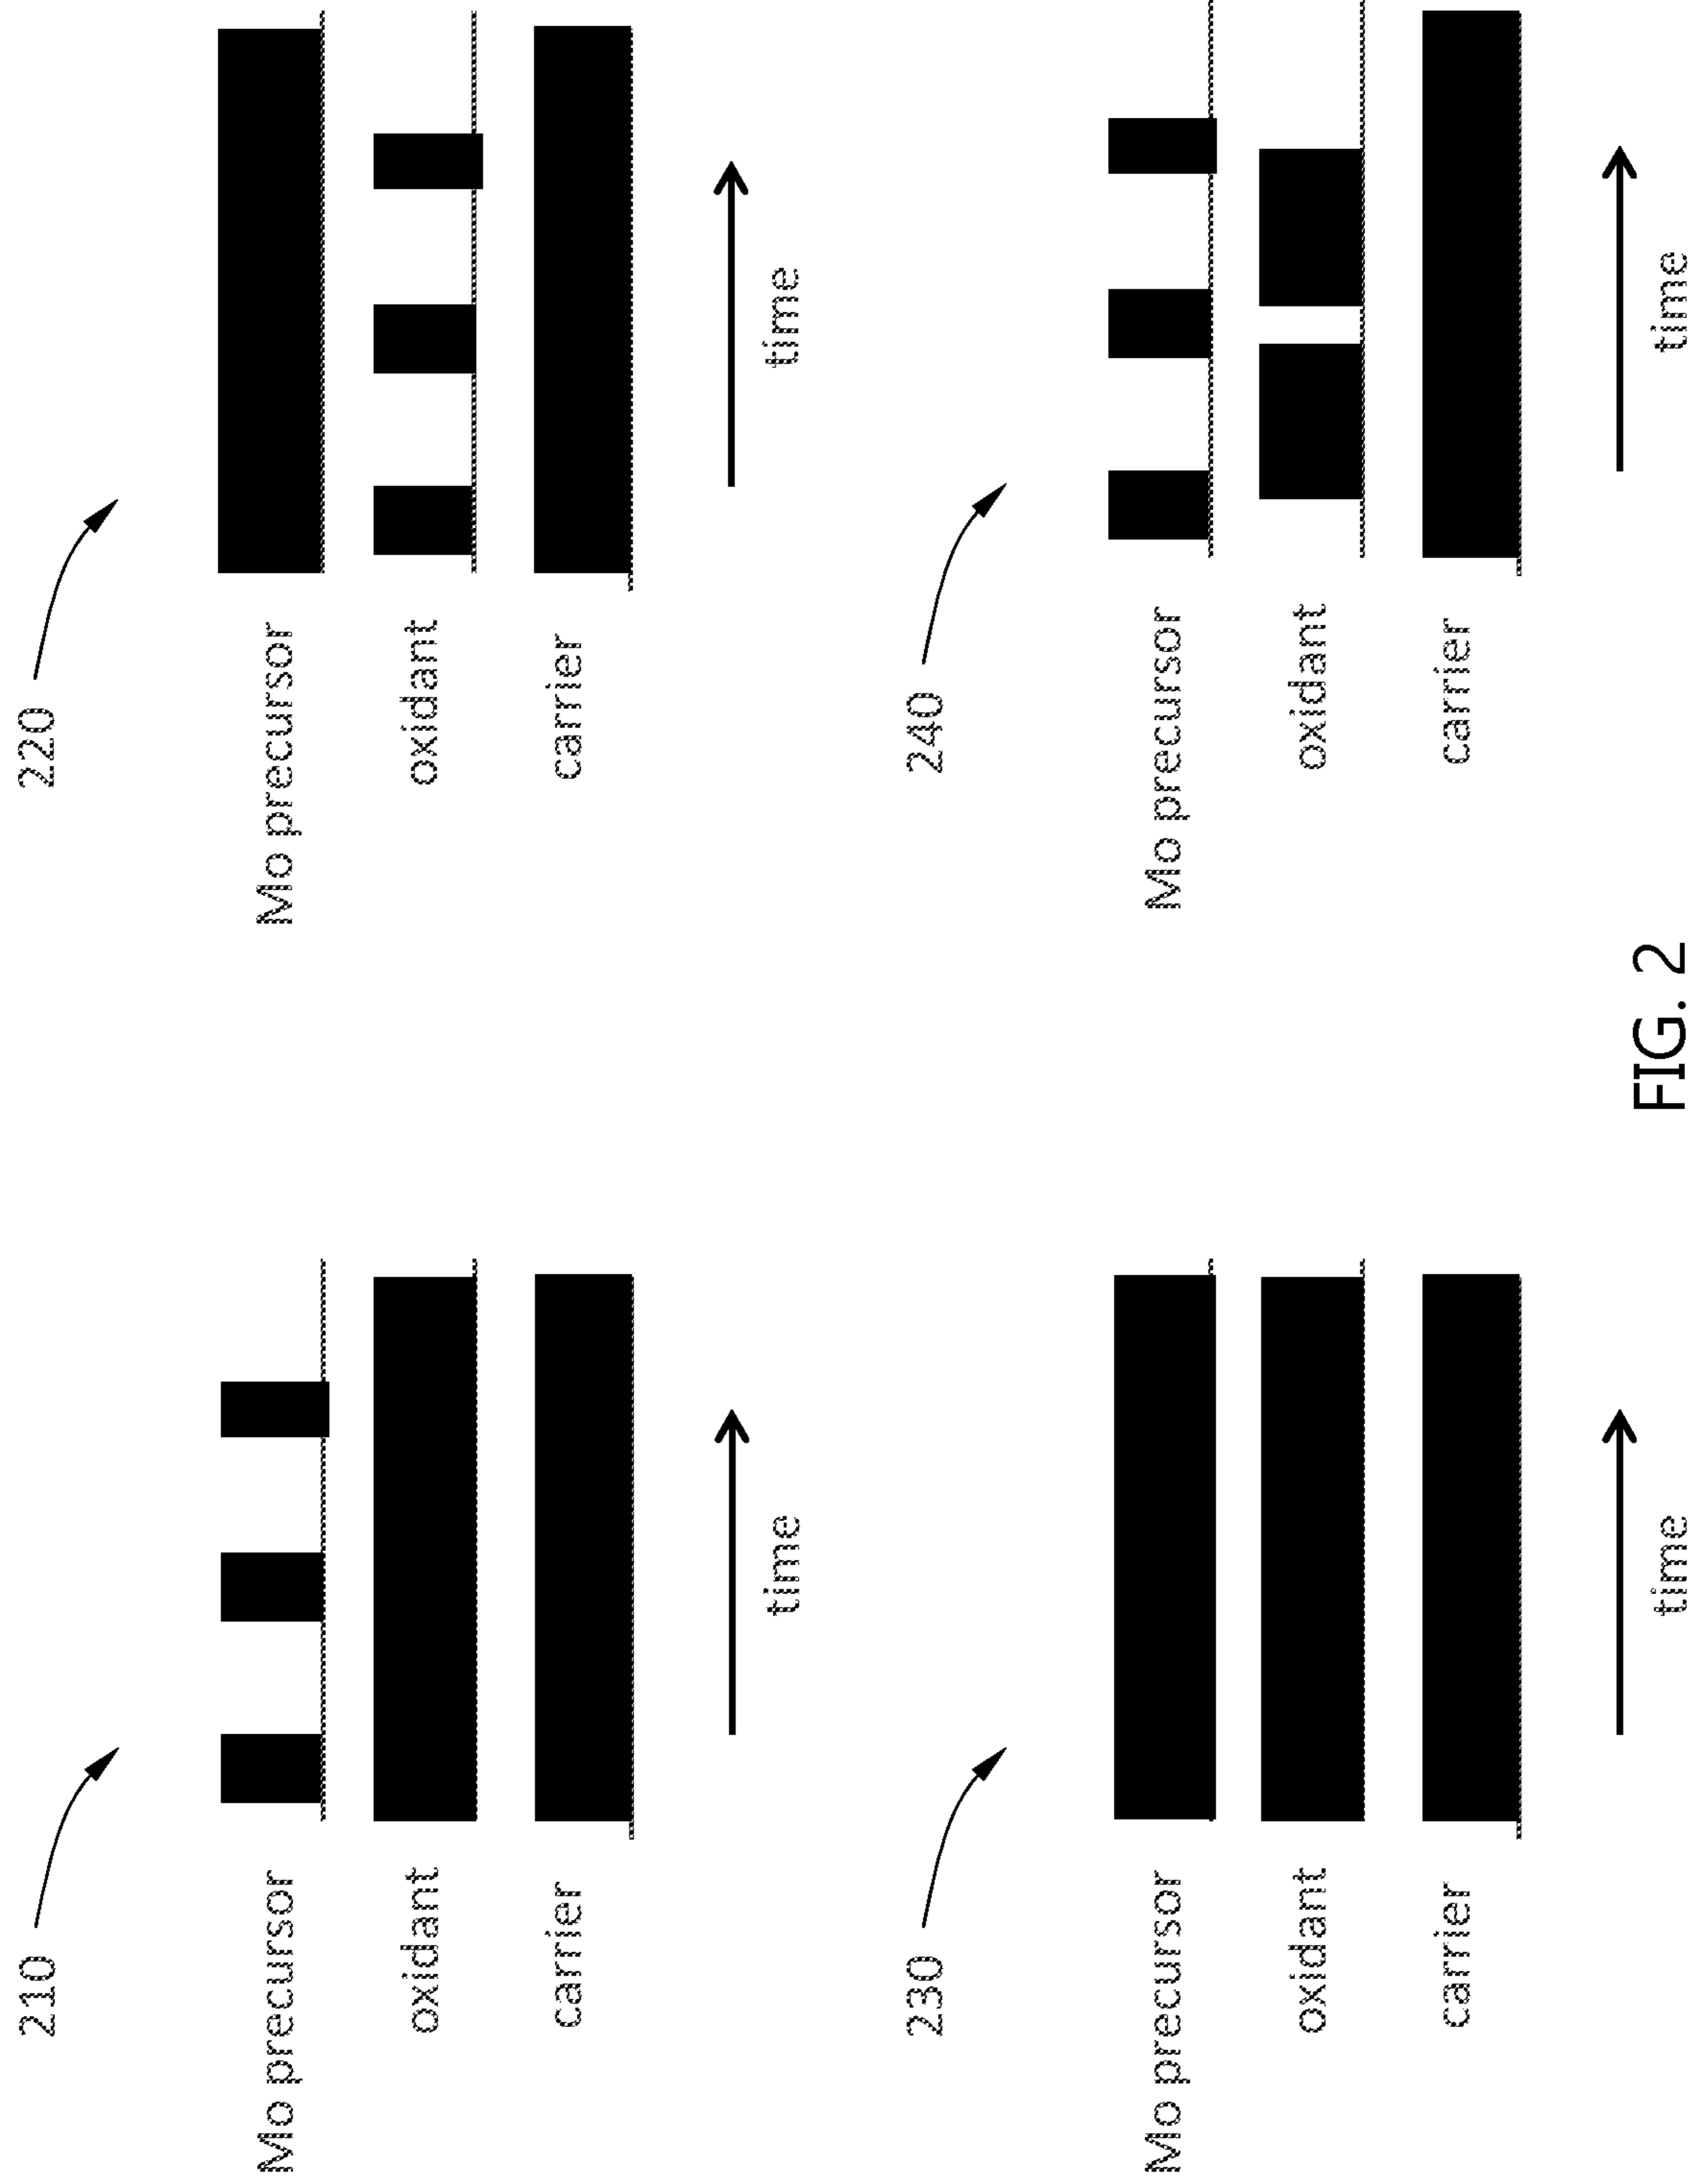 210
Mo precursor
oxidant
carrier
time
220
Mo precursor
oxidant
carrier
time
230
Mo precursor
oxidant
carrier
time
240
Mo precursor
oxidant
carrier
time
FIG. 2